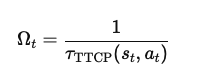 Ω_t = 1 / τ_TTCP(s_t, a_t)